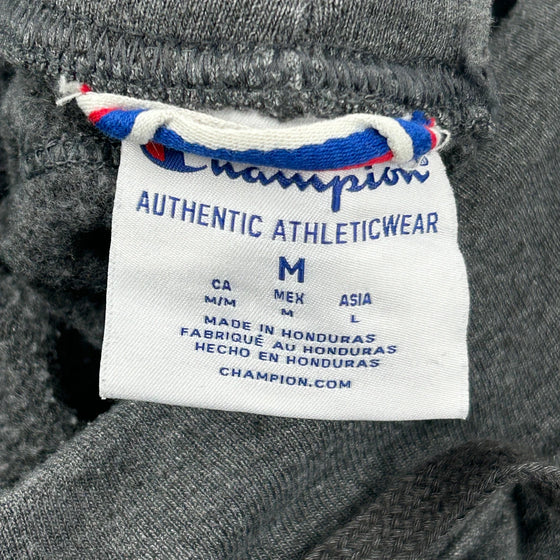 Champion
AUTHENTIC ATHLETICWEAR
M
CA MEX ASIA
M/M M L
MADE IN HONDURAS
FABRIQUÉ AU HONDURAS
HECHO EN HONDURAS
CHAMPION.COM